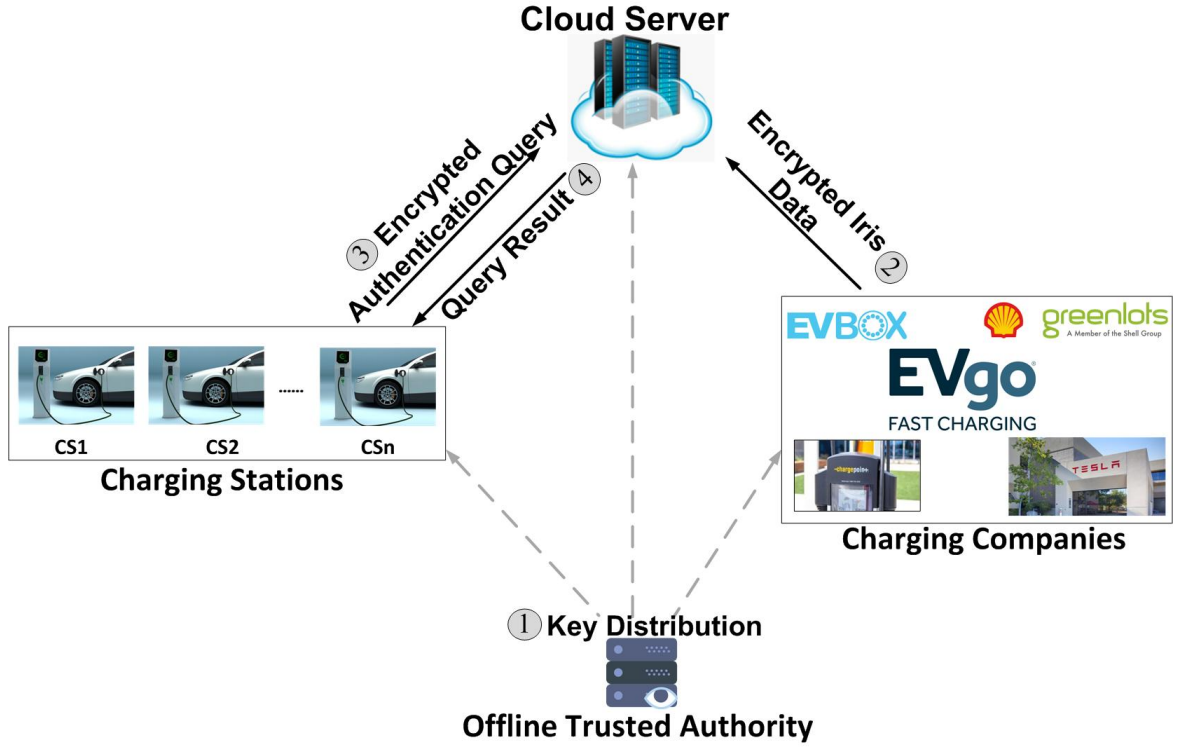 Cloud Server
3 Encrypted
Authentication Query
Query Result 4
Encrypted Iris
Data 2
EVBOX
greenlots
A Member of the Shell Group
EVgo
FAST CHARGING
-chargepoin+
TESLA
CS1
CS2
......
CSn
Charging Stations
Charging Companies
1 Key Distribution
Offline Trusted Authority